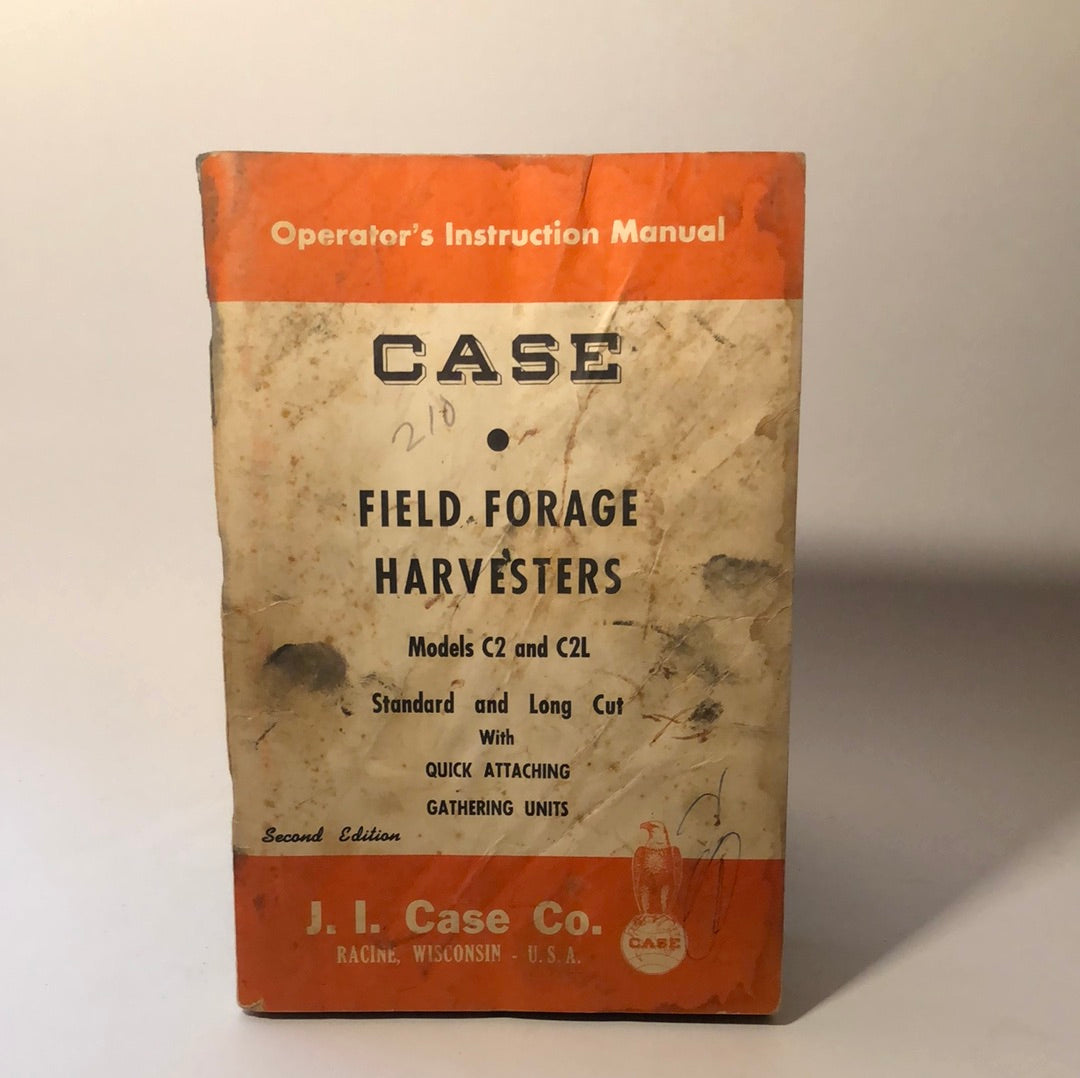 Operator's Instruction Manual
CASE
210
FIELD FORAGE
HARVESTERS
Models C2 and C2L
Standard and Long Cut
With
QUICK ATTACHING
GATHERING UNITS
Second Edition
J. I. Case Co.
RACINE, WISCONSIN - U. S. A.
CASE